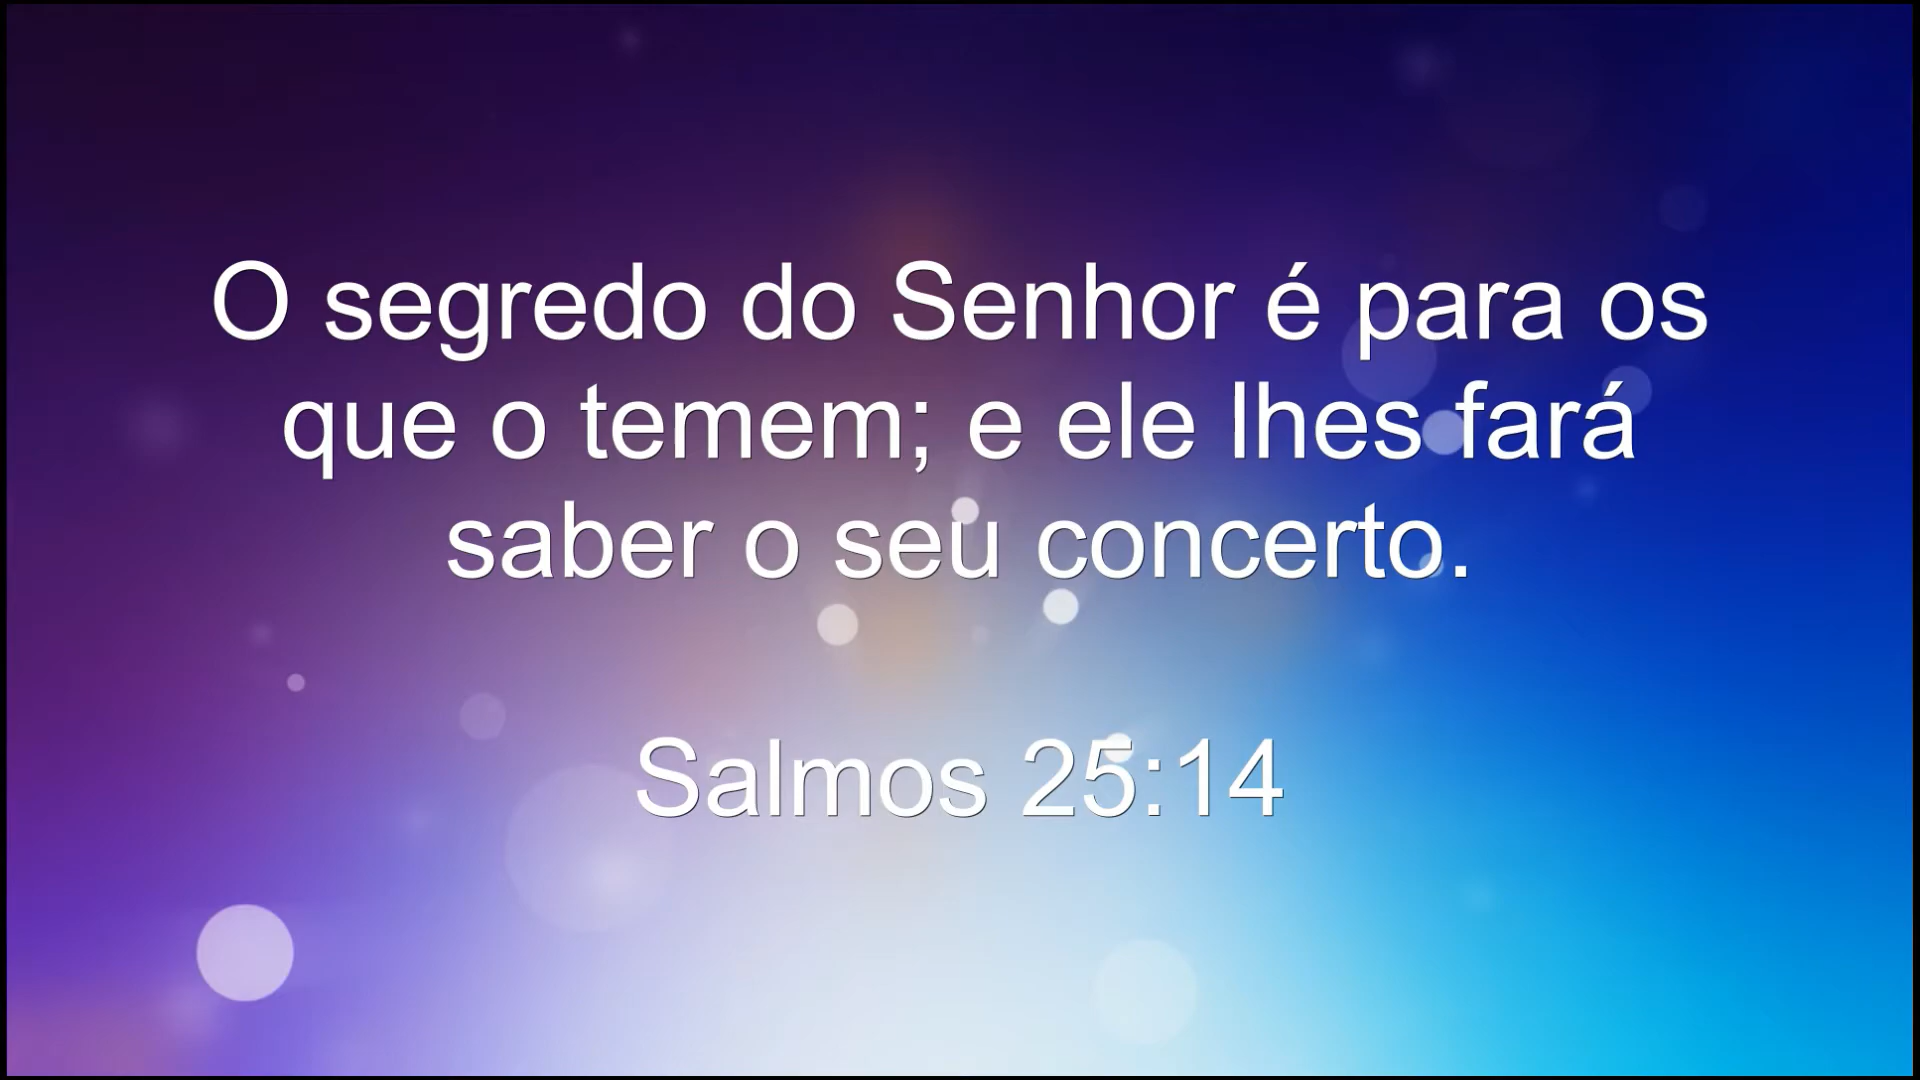 O segredo do Senhor é para os
que o temem; e ele lhes fará
saber o seu concerto.
Salmos 25:14